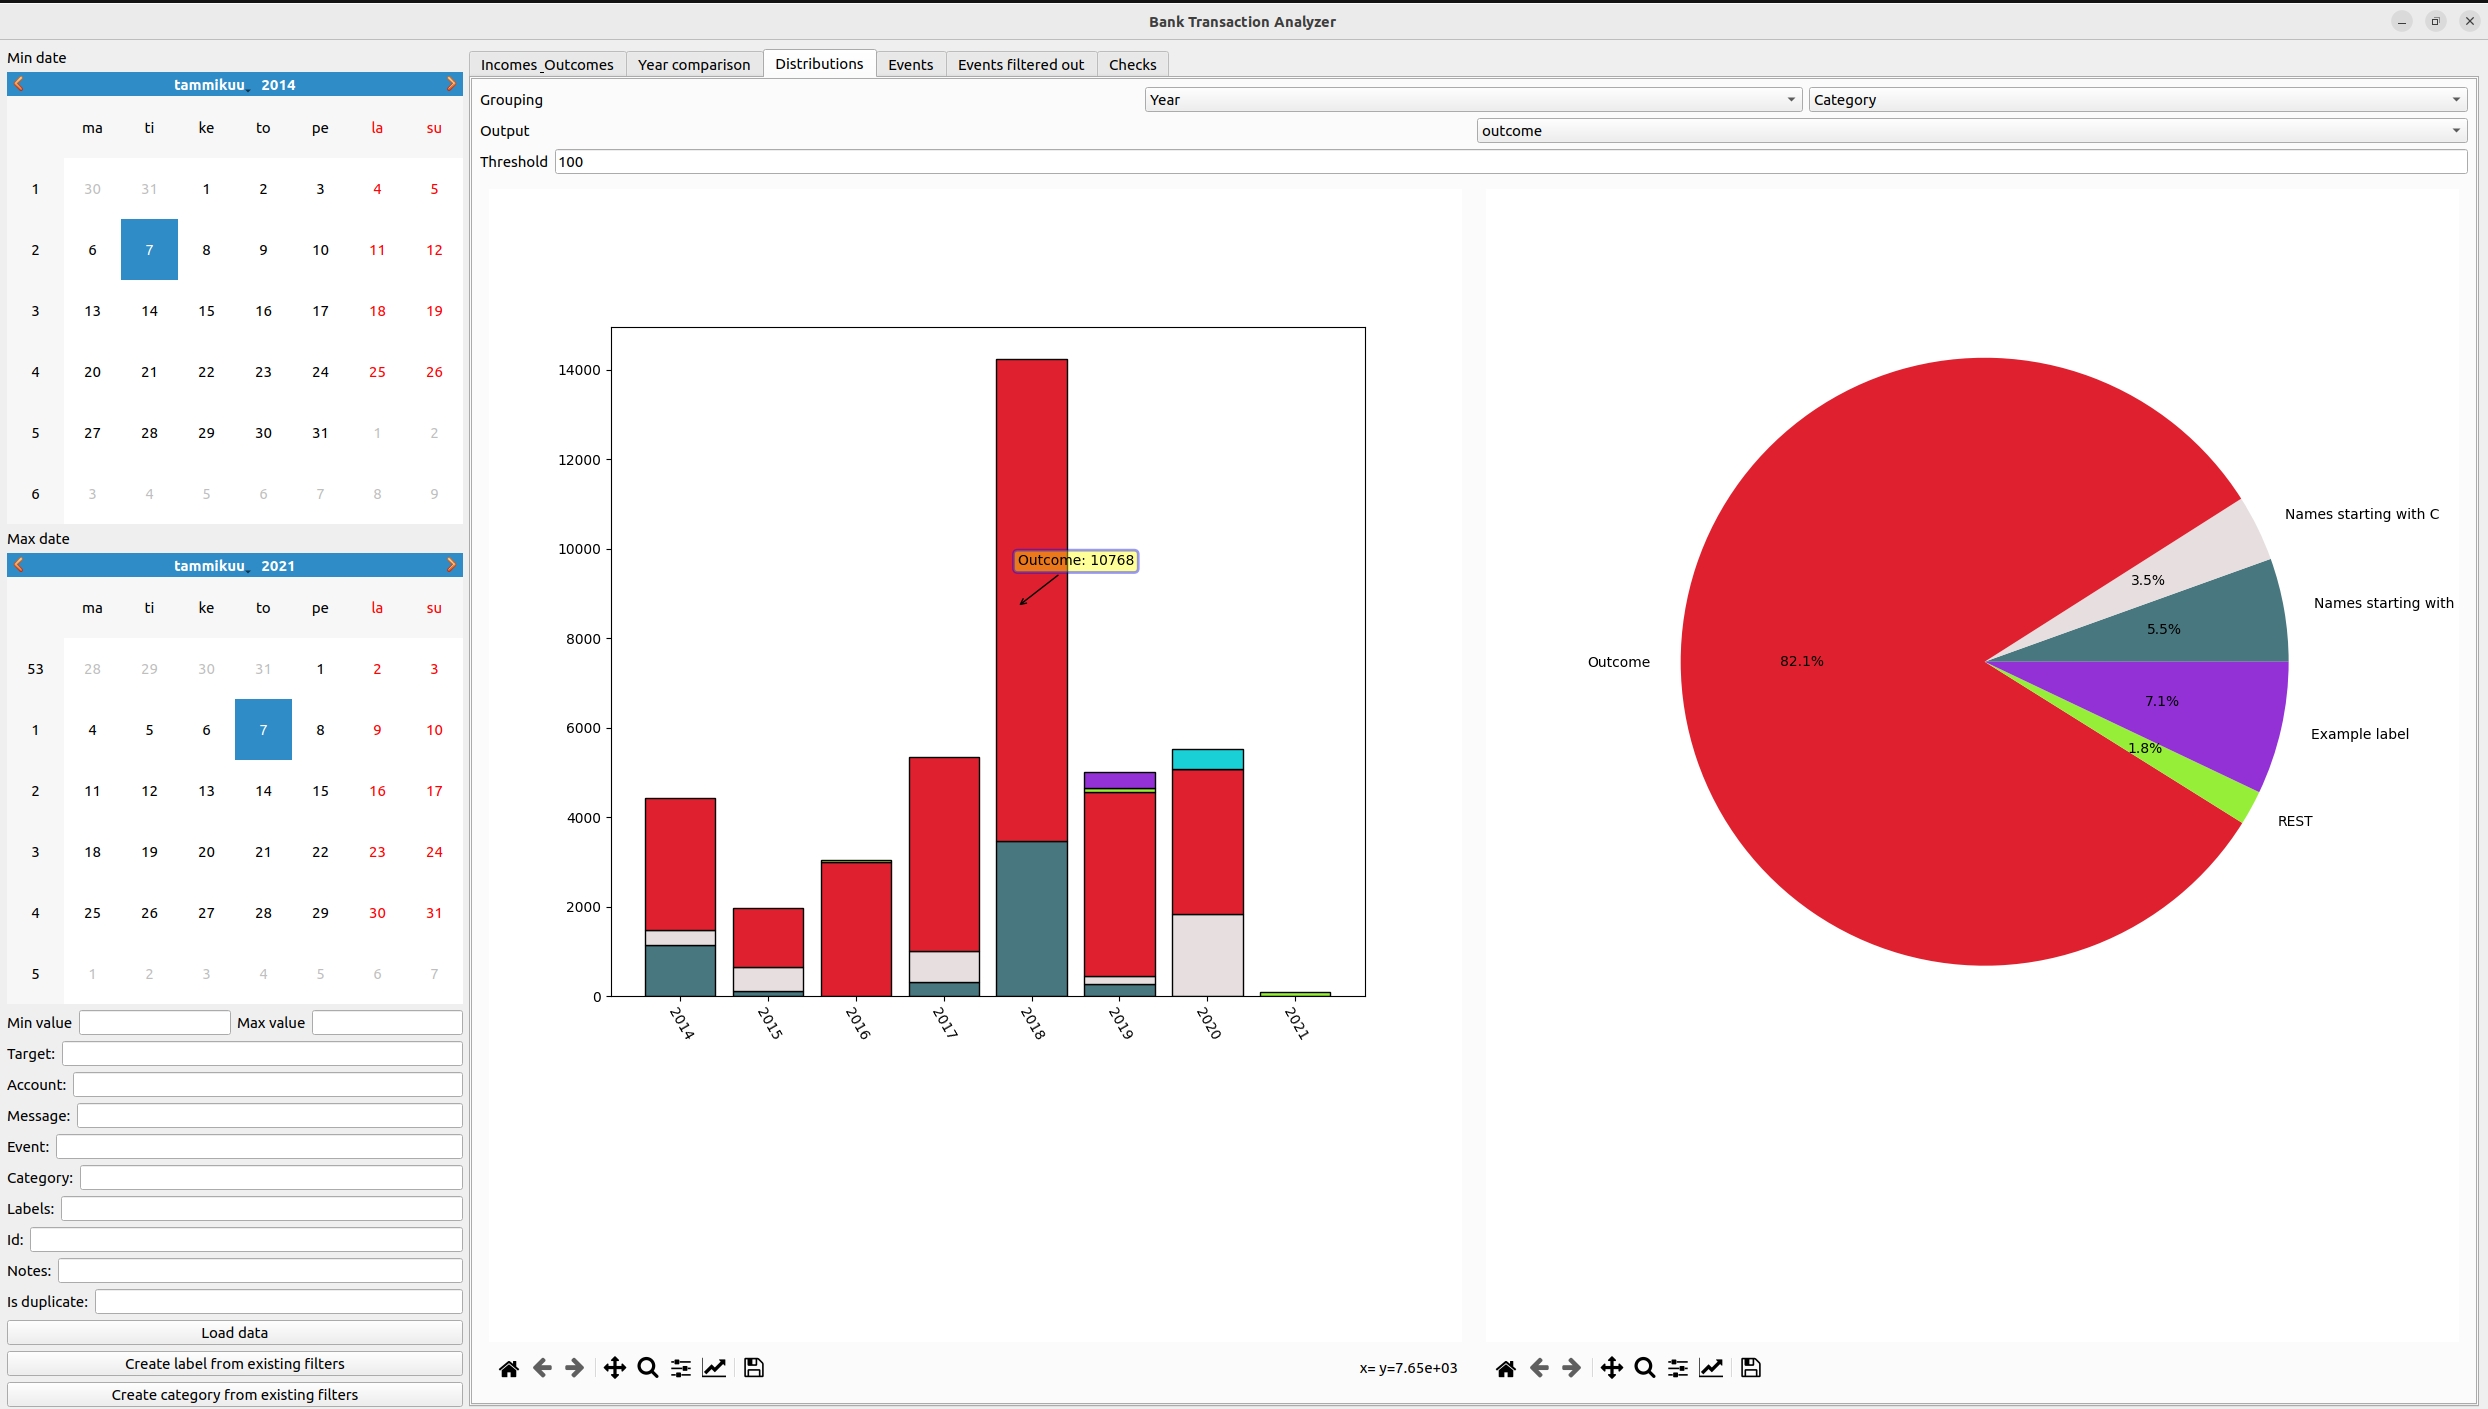 Bank Transaction Analyzer
Min date
tammikuu 2014
ma ti ke to pe la su
1 30 31 1 2 3 4 5
2 6 7 8 9 10 11 12
3 13 14 15 16 17 18 19
4 20 21 22 23 24 25 26
5 27 28 29 30 31 1 2
6 3 4 5 6 7 8 9
Max date
tammikuu 2021
ma ti ke to pe la su
53 28 29 30 31 1 2 3
1 4 5 6 7 8 9 10
2 11 12 13 14 15 16 17
3 18 19 20 21 22 23 24
4 25 26 27 28 29 30 31
5 1 2 3 4 5 6 7
Min value Max value
Target:
Account:
Message:
Event:
Category:
Labels:
Id:
Notes:
Is duplicate:
Load data
Create label from existing filters
Create category from existing filters
Incomes_Outcomes Year comparison Distributions Events Events filtered out Checks
Grouping Year Category
Output outcome
Threshold 100
14000
12000
10000
8000
6000
4000
2000
0
Outcome: 10768
2014 2015 2016 2017 2018 2019 2020 2021
x= y=7.65e+03
Names starting with C
3.5%
Names starting with
5.5%
Outcome
82.1%
7.1%
Example label
1.8%
REST